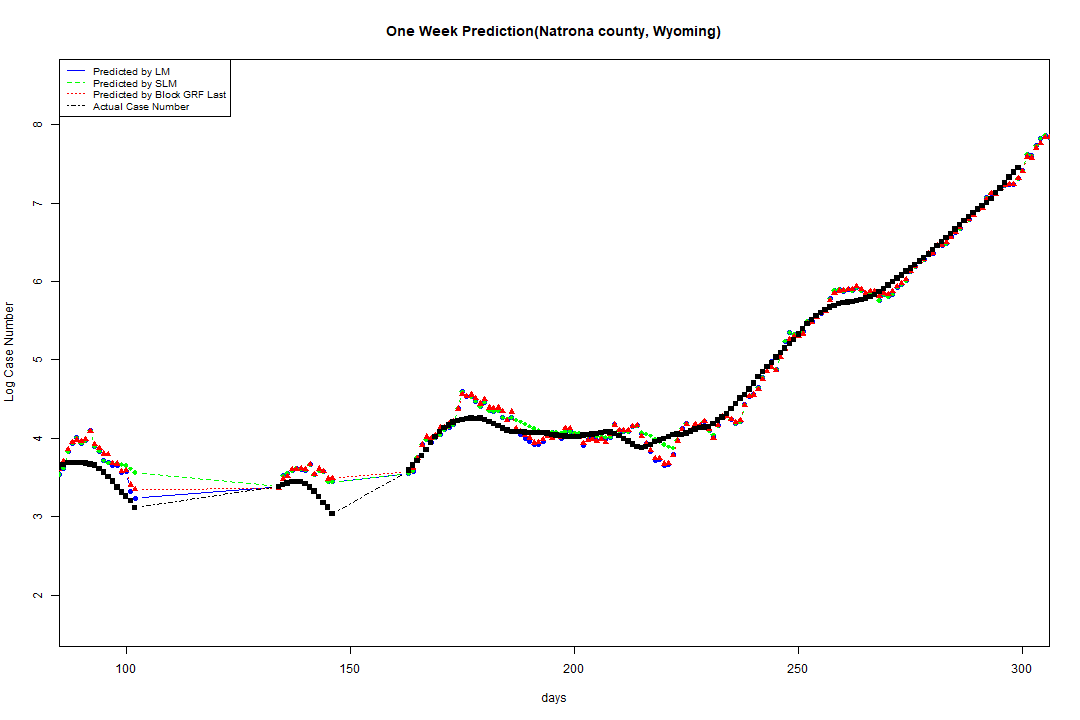 One Week Prediction(Natrona county, Wyoming)
Predicted by LM
Predicted by SLM
Predicted by Block GRF Last
Actual Case Number
8
7
6
5
4
3
2
Log Case Number
100 150 200 250 300
days